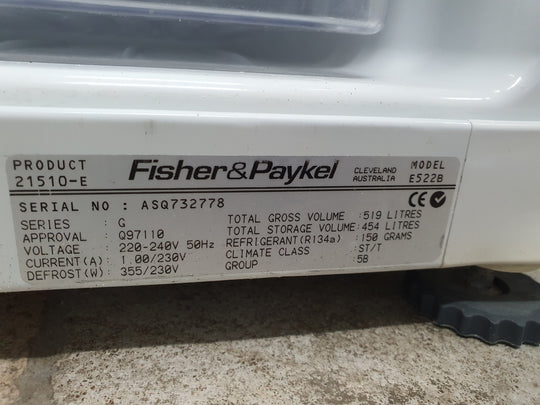 PRODUCT
21510-E
Fisher&Paykel
CLEVELAND
AUSTRALIA
MODEL
E522B
SERIAL NO : ASQ732778
CE
SERIES : G
APPROVAL : Q97110
VOLTAGE : 220-240V 50Hz
CURRENT(A): 1.00/230V
DEFROST(W): 355/230V
TOTAL GROSS VOLUME :519 LITRES
TOTAL STORAGE VOLUME:454 LITRES
REFRIGERANT(R134a) :150 GRAMS
CLIMATE CLASS :ST/T
GROUP :5B